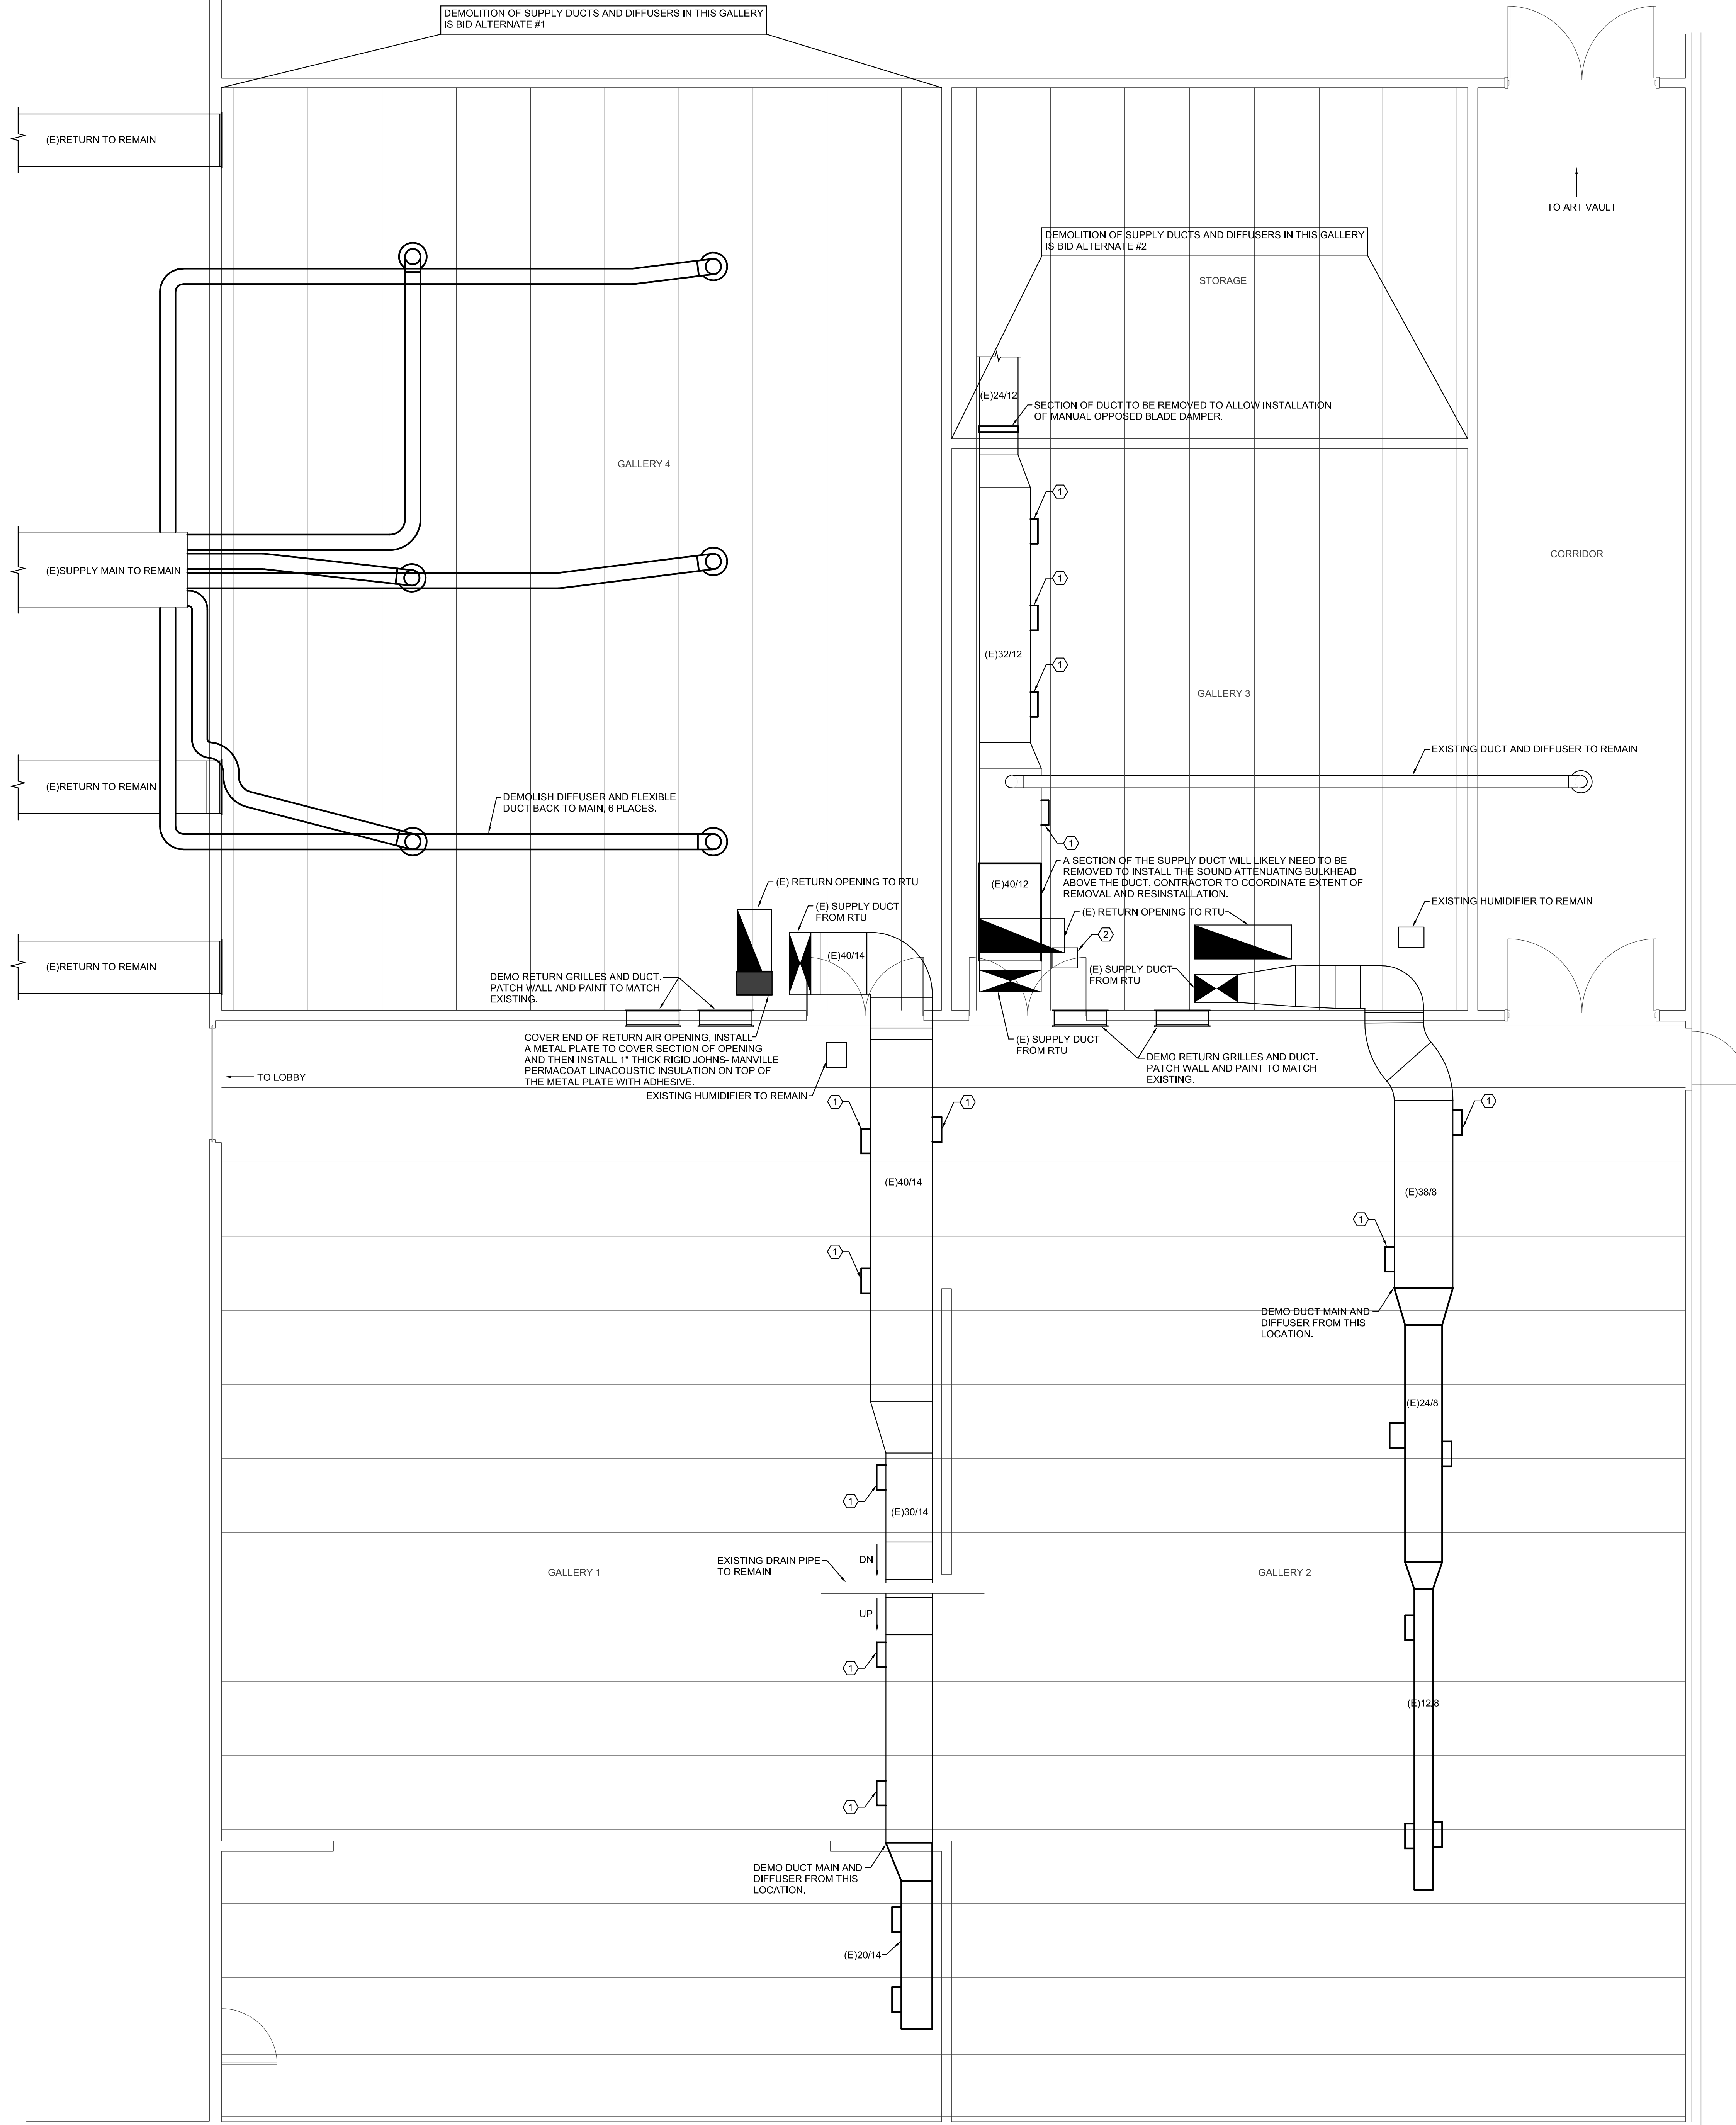 DEMOLITION OF SUPPLY DUCTS AND DIFFUSERS IN THIS GALLERY
IS BID ALTERNATE #1
(E)RETURN TO REMAIN
TO ART VAULT
DEMOLITION OF SUPPLY DUCTS AND DIFFUSERS IN THIS GALLERY
IS BID ALTERNATE #2
STORAGE
(E)24/12
SECTION OF DUCT TO BE REMOVED TO ALLOW INSTALLATION
OF MANUAL OPPOSED BLADE DAMPER.
GALLERY 4
1
CORRIDOR
(E)SUPPLY MAIN TO REMAIN
1
(E)32/12
1
GALLERY 3
EXISTING DUCT AND DIFFUSER TO REMAIN
(E)RETURN TO REMAIN
DEMOLISH DIFFUSER AND FLEXIBLE
DUCT BACK TO MAIN, 6 PLACES.
1
A SECTION OF THE SUPPLY DUCT WILL LIKELY NEED TO BE
REMOVED TO INSTALL THE SOUND ATTENUATING BULKHEAD
ABOVE THE DUCT, CONTRACTOR TO COORDINATE EXTENT OF
REMOVAL AND RESINSTALLATION.
(E)40/12
(E) RETURN OPENING TO RTU
(E) SUPPLY DUCT
FROM RTU
(E) RETURN OPENING TO RTU
EXISTING HUMIDIFIER TO REMAIN
2
(E)40/14
(E)RETURN TO REMAIN
DEMO RETURN GRILLES AND DUCT.
PATCH WALL AND PAINT TO MATCH
EXISTING.
(E) SUPPLY DUCT
FROM RTU
COVER END OF RETURN AIR OPENING, INSTALL
A METAL PLATE TO COVER SECTION OF OPENING
AND THEN INSTALL 1" THICK RIGID JOHNS- MANVILLE
PERMACOAT LINACOUSTIC INSULATION ON TOP OF
THE METAL PLATE WITH ADHESIVE.
(E) SUPPLY DUCT
FROM RTU
DEMO RETURN GRILLES AND DUCT.
PATCH WALL AND PAINT TO MATCH
EXISTING.
TO LOBBY
EXISTING HUMIDIFIER TO REMAIN
1
1
1
(E)40/14
(E)38/8
1
1
DEMO DUCT MAIN AND
DIFFUSER FROM THIS
LOCATION.
(E)24/8
1
(E)30/14
EXISTING DRAIN PIPE
TO REMAIN
DN
GALLERY 1
GALLERY 2
UP
1
(E)12/8
1
DEMO DUCT MAIN AND
DIFFUSER FROM THIS
LOCATION.
(E)20/14